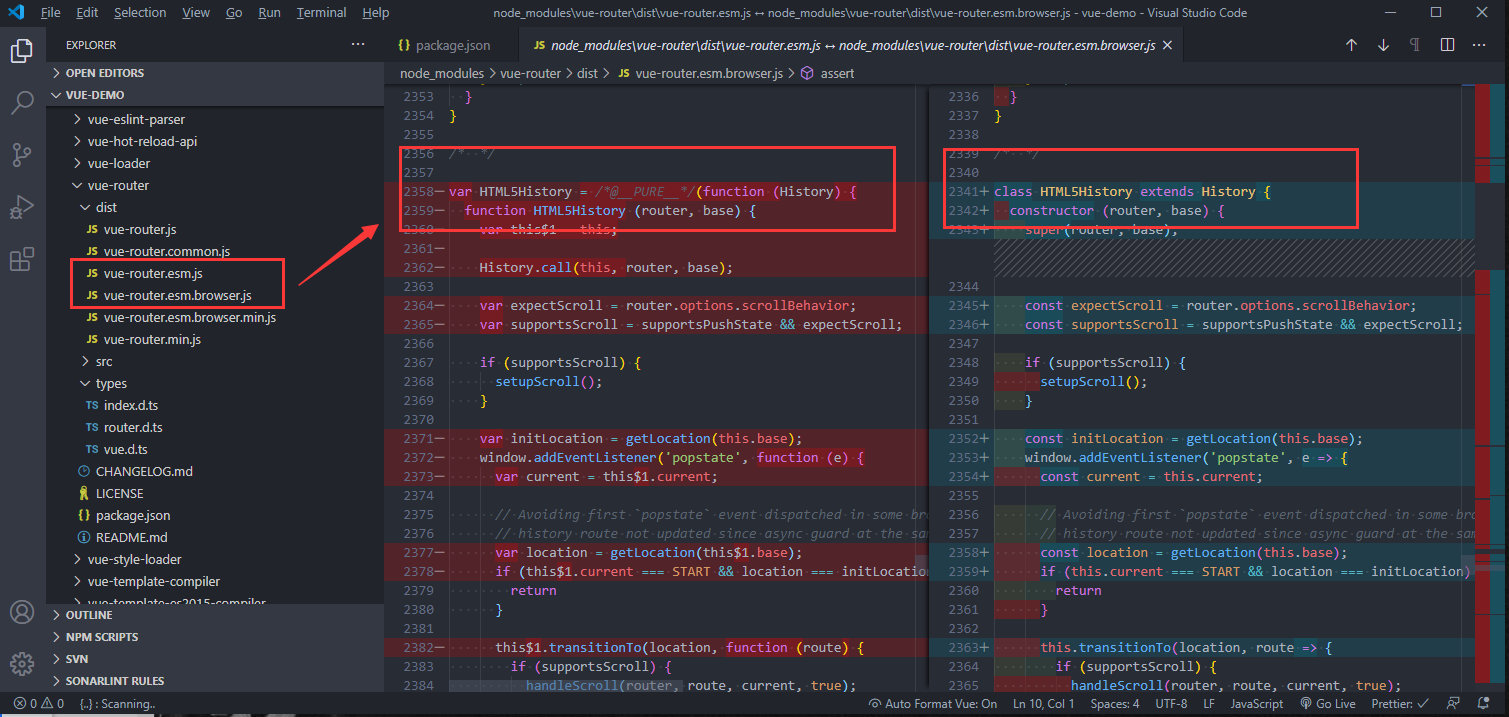 File Edit Selection View Go Run Terminal Help node_modules\vue-router\dist\vue-router.esm.js ↔ node_modules\vue-router\dist\vue-router.esm.browser.js - vue-demo - Visual Studio Code
EXPLORER
OPEN EDITORS
VUE-DEMO
vue-eslint-parser
vue-hot-reload-api
vue-loader
vue-router
dist
JS vue-router.js
JS vue-router.common.js
JS vue-router.esm.js
JS vue-router.esm.browser.js
JS vue-router.esm.browser.min.js
JS vue-router.min.js
src
types
TS index.d.ts
TS router.d.ts
TS vue.d.ts
CHANGELOG.md
LICENSE
{} package.json
README.md
vue-style-loader
vue-template-compiler
vue-template-es2015-compiler
OUTLINE
NPM SCRIPTS
SVN
SONARLINT RULES
{} package.json
JS node_modules\vue-router\dist\vue-router.esm.js ↔ node_modules\vue-router\dist\vue-router.esm.browser.js
node_modules > vue-router > dist > JS vue-router.esm.browser.js > assert
2353 }
2354 }
2355
2356 /* */
2357
2358− var HTML5History = /*@__PURE__*/(function (History) {
2359− function HTML5History (router, base) {
2360− var this$1 = this;
2361−
2362− History.call(this, router, base);
2363
2364− var expectScroll = router.options.scrollBehavior;
2365− var supportsScroll = supportsPushState && expectScroll;
2366
2367 if (supportsScroll) {
2368 setupScroll();
2369 }
2370
2371− var initLocation = getLocation(this.base);
2372− window.addEventListener('popstate', function (e) {
2373− var current = this$1.current;
2374
2375 // Avoiding first `popstate` event dispatched in some bro
2376 // history route not updated since async guard at the sam
2377− var location = getLocation(this$1.base);
2378− if (this$1.current === START && location === initLocation
2379 return
2380 }
2381
2382− this$1.transitionTo(location, function (route) {
2383 if (supportsScroll) {
2384 handleScroll(router, route, current, true);
2336 }
2337 }
2338
2339 /* */
2340
2341+ class HTML5History extends History {
2342+ constructor (router, base) {
2343+ super(router, base);
2344
2345+ const expectScroll = router.options.scrollBehavior;
2346+ const supportsScroll = supportsPushState && expectScroll;
2347
2348 if (supportsScroll) {
2349 setupScroll();
2350 }
2351
2352+ const initLocation = getLocation(this.base);
2353+ window.addEventListener('popstate', e => {
2354+ const current = this.current;
2355
2356 // Avoiding first `popstate` event dispatched in some bro
2357 // history route not updated since async guard at the sam
2358+ const location = getLocation(this.base);
2359+ if (this.current === START && location === initLocation)
2360 return
2361 }
2362
2363+ this.transitionTo(location, route => {
2364 if (supportsScroll) {
2365 handleScroll(router, route, current, true);
0 0 {..} : Scanning.. Auto Format Vue: On Ln 10, Col 1 Spaces: 4 UTF-8 LF JavaScript Go Live Prettier: ✓